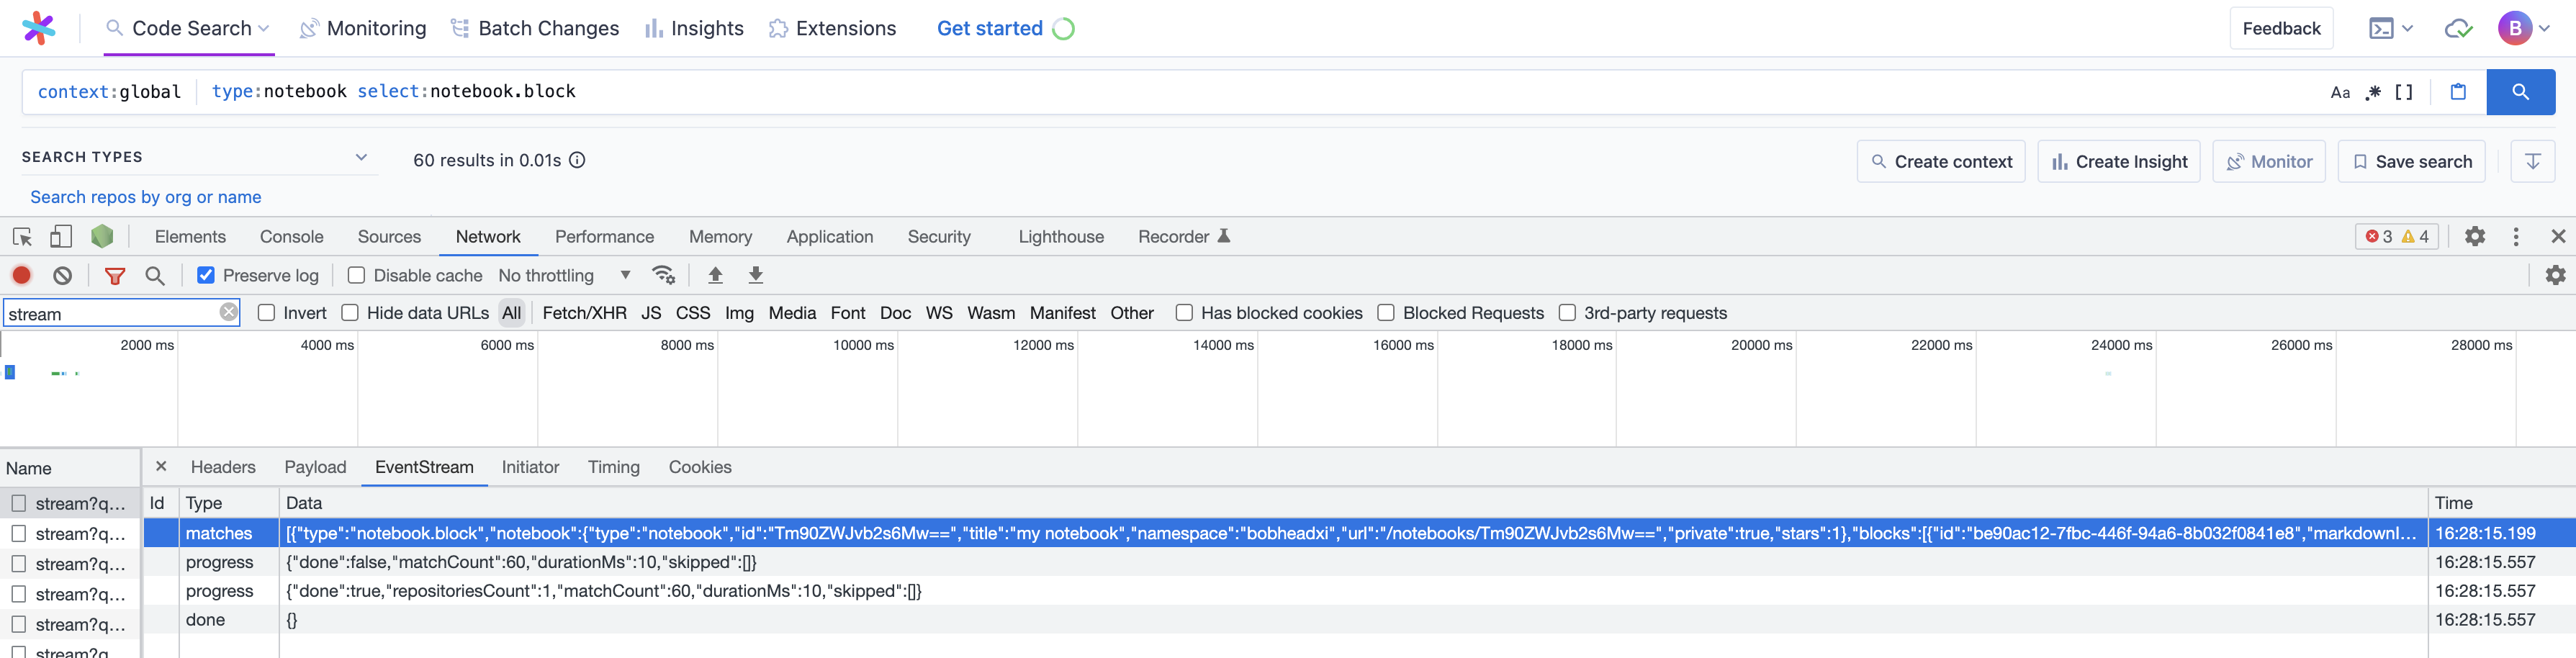 Code Search Monitoring Batch Changes Insights Extensions Get started Feedback B
context:global type:notebook select:notebook.block Aa .* []
SEARCH TYPES 60 results in 0.01s Create context Create Insight Monitor Save search
Search repos by org or name
Elements Console Sources Network Performance Memory Application Security Lighthouse Recorder 3 4
Preserve log Disable cache No throttling
stream Invert Hide data URLs All Fetch/XHR JS CSS Img Media Font Doc WS Wasm Manifest Other Has blocked cookies Blocked Requests 3rd-party requests
2000 ms 4000 ms 6000 ms 8000 ms 10000 ms 12000 ms 14000 ms 16000 ms 18000 ms 20000 ms 22000 ms 24000 ms 26000 ms 28000 ms
Name Headers Payload EventStream Initiator Timing Cookies
stream?q... Id Type Data Time
stream?q... matches [{"type":"notebook.block","notebook":{"type":"notebook","id":"Tm90ZWJvb2s6Mw==","title":"my notebook","namespace":"bobheadxi","url":"/notebooks/Tm90ZWJvb2s6Mw==","private":true,"stars":1},"blocks":[{"id":"be90ac12-7fbc-446f-94a6-8b032f0841e8","markdownI... 16:28:15.199
stream?q... progress {"done":false,"matchCount":60,"durationMs":10,"skipped":[]} 16:28:15.557
stream?q... progress {"done":true,"repositoriesCount":1,"matchCount":60,"durationMs":10,"skipped":[]} 16:28:15.557
stream?q... done {} 16:28:15.557
stream?q